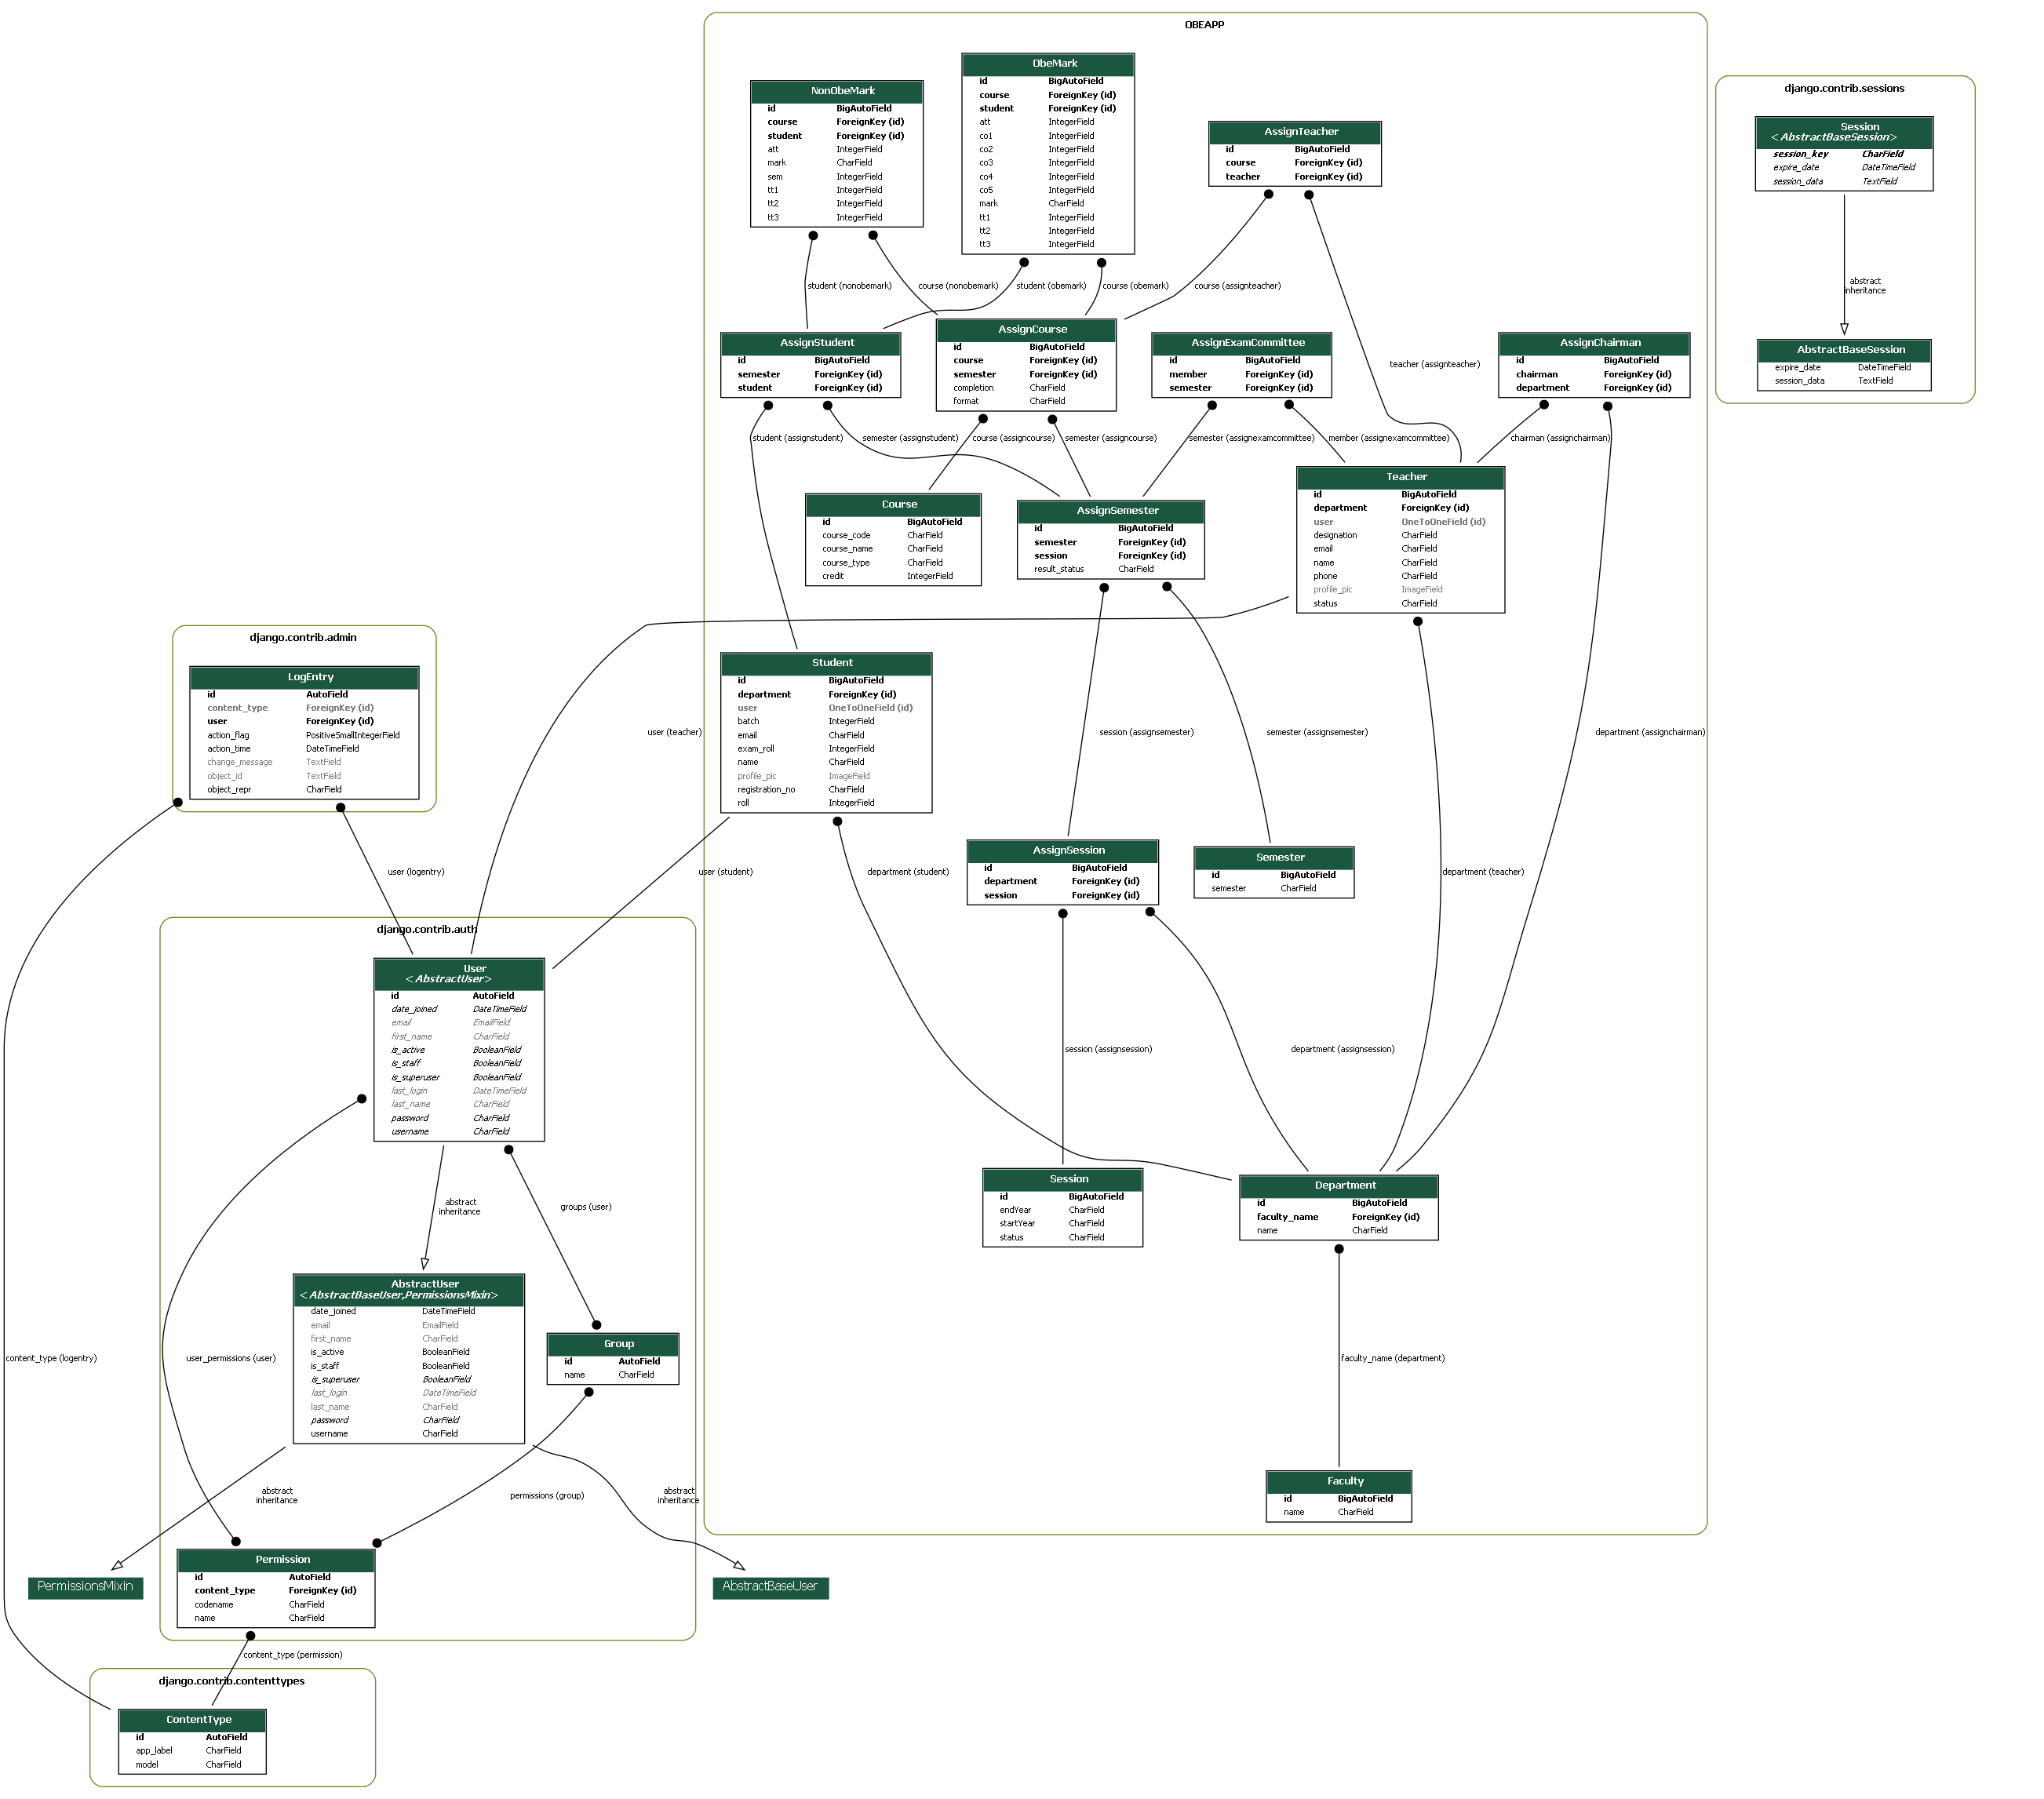 OBEAPP
NonObeMark
id BigAutoField
course ForeignKey (id)
student ForeignKey (id)
att IntegerField
mark CharField
sem IntegerField
tt1 IntegerField
tt2 IntegerField
tt3 IntegerField
ObeMark
id BigAutoField
course ForeignKey (id)
student ForeignKey (id)
att IntegerField
co1 IntegerField
co2 IntegerField
co3 IntegerField
co4 IntegerField
co5 IntegerField
mark CharField
tt1 IntegerField
tt2 IntegerField
tt3 IntegerField
AssignTeacher
id BigAutoField
course ForeignKey (id)
teacher ForeignKey (id)
django.contrib.sessions
Session
<AbstractBaseSession>
session_key CharField
expire_date DateTimeField
session_data TextField
abstract
inheritance
AbstractBaseSession
expire_date DateTimeField
session_data TextField
student (nonobemark)
course (nonobemark)
student (obemark)
course (obemark)
course (assignteacher)
teacher (assignteacher)
AssignStudent
id BigAutoField
semester ForeignKey (id)
student ForeignKey (id)
AssignCourse
id BigAutoField
course ForeignKey (id)
semester ForeignKey (id)
completion CharField
format CharField
AssignExamCommittee
id BigAutoField
member ForeignKey (id)
semester ForeignKey (id)
AssignChairman
id BigAutoField
chairman ForeignKey (id)
department ForeignKey (id)
student (assignstudent)
semester (assignstudent)
course (assigncourse)
semester (assigncourse)
semester (assignexamcommittee)
member (assignexamcommittee)
chairman (assignchairman)
Course
id BigAutoField
course_code CharField
course_name CharField
course_type CharField
credit IntegerField
AssignSemester
id BigAutoField
semester ForeignKey (id)
session ForeignKey (id)
result_status CharField
Teacher
id BigAutoField
department ForeignKey (id)
user OneToOneField (id)
designation CharField
email CharField
name CharField
phone CharField
profile_pic ImageField
status CharField
django.contrib.admin
LogEntry
id AutoField
content_type ForeignKey (id)
user ForeignKey (id)
action_flag PositiveSmallIntegerField
action_time DateTimeField
change_message TextField
object_id TextField
object_repr CharField
Student
id BigAutoField
department ForeignKey (id)
user OneToOneField (id)
batch IntegerField
email CharField
exam_roll IntegerField
name CharField
profile_pic ImageField
registration_no CharField
roll IntegerField
user (teacher)
session (assignsemester)
semester (assignsemester)
department (assignchairman)
user (logentry)
user (student)
department (student)
department (teacher)
AssignSession
id BigAutoField
department ForeignKey (id)
session ForeignKey (id)
Semester
id BigAutoField
semester CharField
django.contrib.auth
User
<AbstractUser>
id AutoField
date_joined DateTimeField
email EmailField
first_name CharField
is_active BooleanField
is_staff BooleanField
is_superuser BooleanField
last_login DateTimeField
last_name CharField
password CharField
username CharField
session (assignsession)
department (assignsession)
abstract
inheritance
groups (user)
Session
id BigAutoField
endYear CharField
startYear CharField
status CharField
Department
id BigAutoField
faculty_name ForeignKey (id)
name CharField
AbstractUser
<AbstractBaseUser,PermissionsMixin>
date_joined DateTimeField
email EmailField
first_name CharField
is_active BooleanField
is_staff BooleanField
is_superuser BooleanField
last_login DateTimeField
last_name CharField
password CharField
username CharField
Group
id AutoField
name CharField
content_type (logentry)
user_permissions (user)
faculty_name (department)
abstract
inheritance
permissions (group)
abstract
inheritance
Faculty
id BigAutoField
name CharField
PermissionsMixin
Permission
id AutoField
content_type ForeignKey (id)
codename CharField
name CharField
AbstractBaseUser
content_type (permission)
django.contrib.contenttypes
ContentType
id AutoField
app_label CharField
model CharField